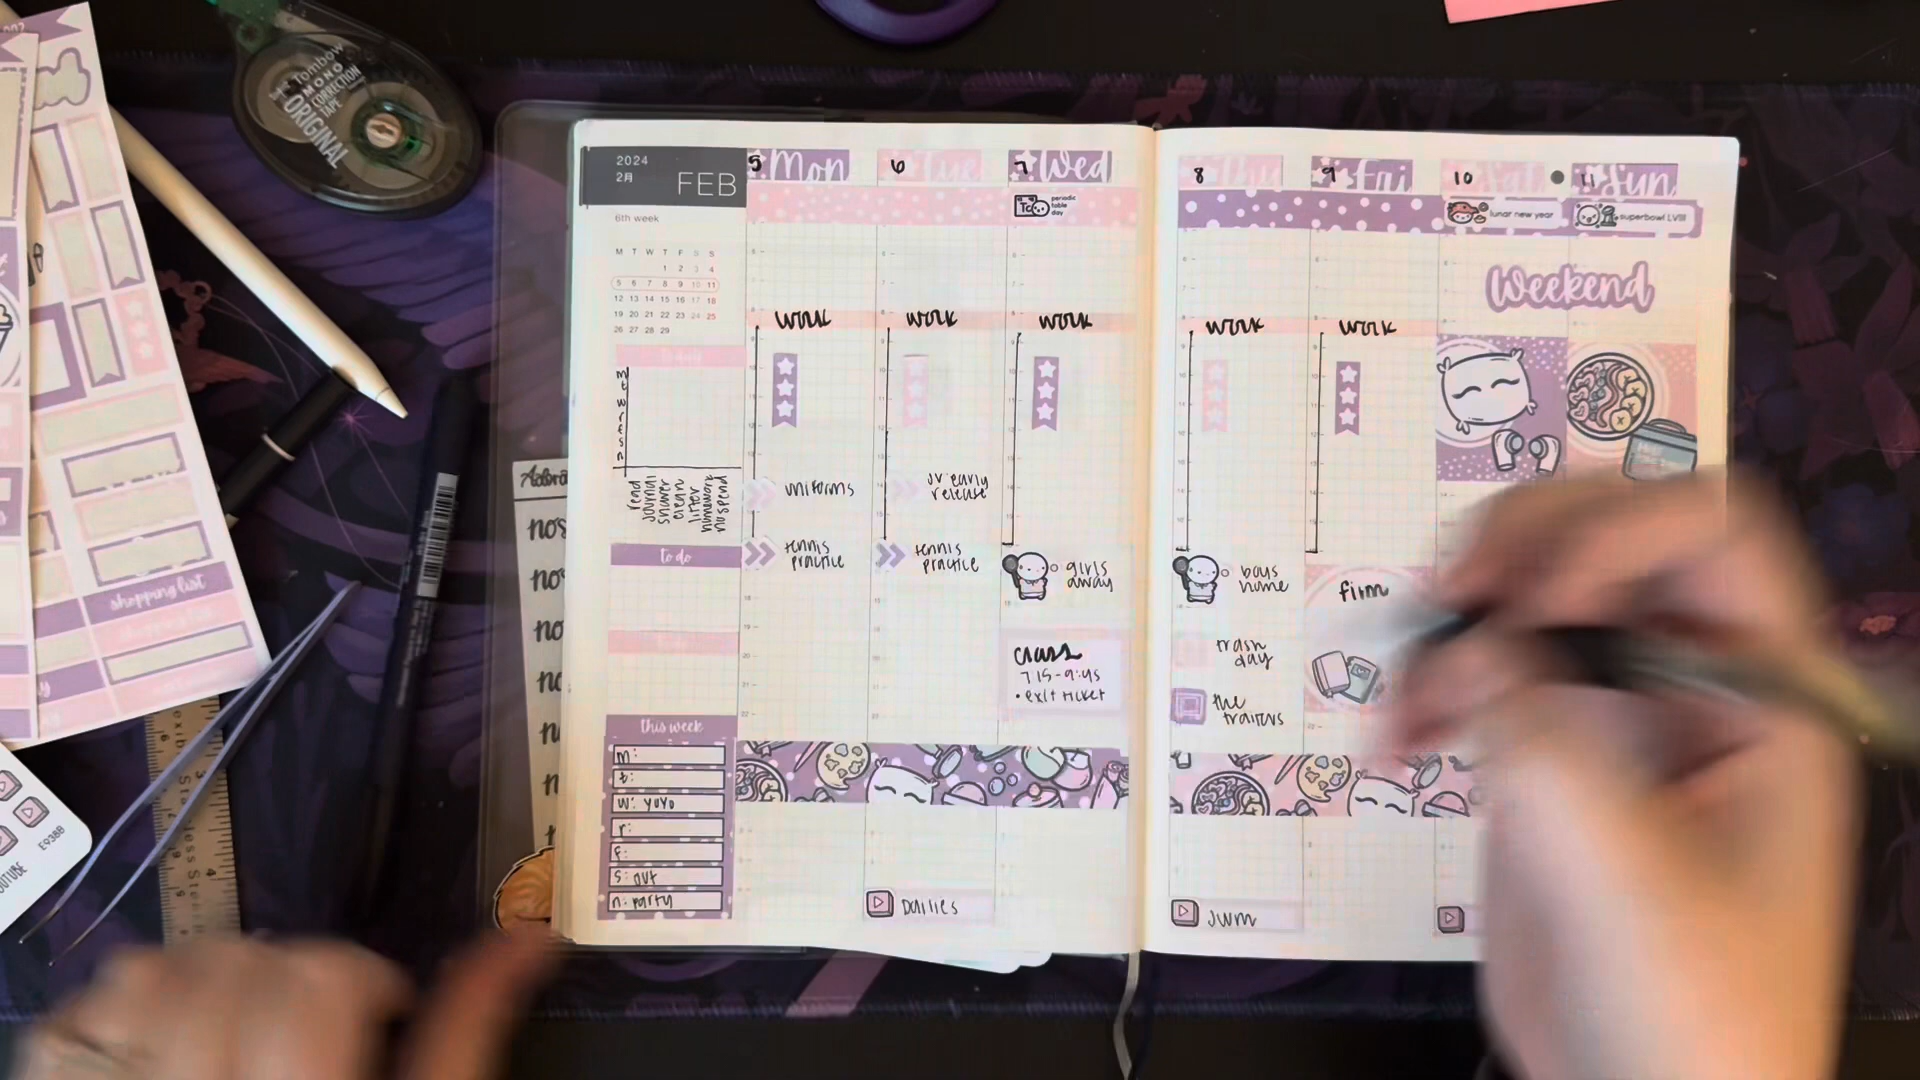 Tombow
MONO
CORRECTION
TAPE
ORIGINAL
2024
2月
FEB
6th week
M T W T F S S
1 2 3 4
5 6 7 8 9 10 11
12 13 14 15 16 17 18
19 20 21 22 23 24 25
26 27 28 29
5 Mon
6 Tue
7 Wed
8
9 Fri
10 Sat
11 Sun
Tc
periodic
table
day
lunar new year
superbowl LVIII
Weekend
work
work
work
work
work
m
t
w
r
f
s
n
read
journal
shower
clean
litter
homework
no spend
uniforms
early
release
to do
tennis
practice
tennis
practice
girls
away
boys
home
firm
class
7 15 - 9:45
• exit ticket
trash
day
the
traitors
this week
m:
t:
w: yoyo
r:
f:
s: out
n: party
Dailies
JWM
shopping list
E938B